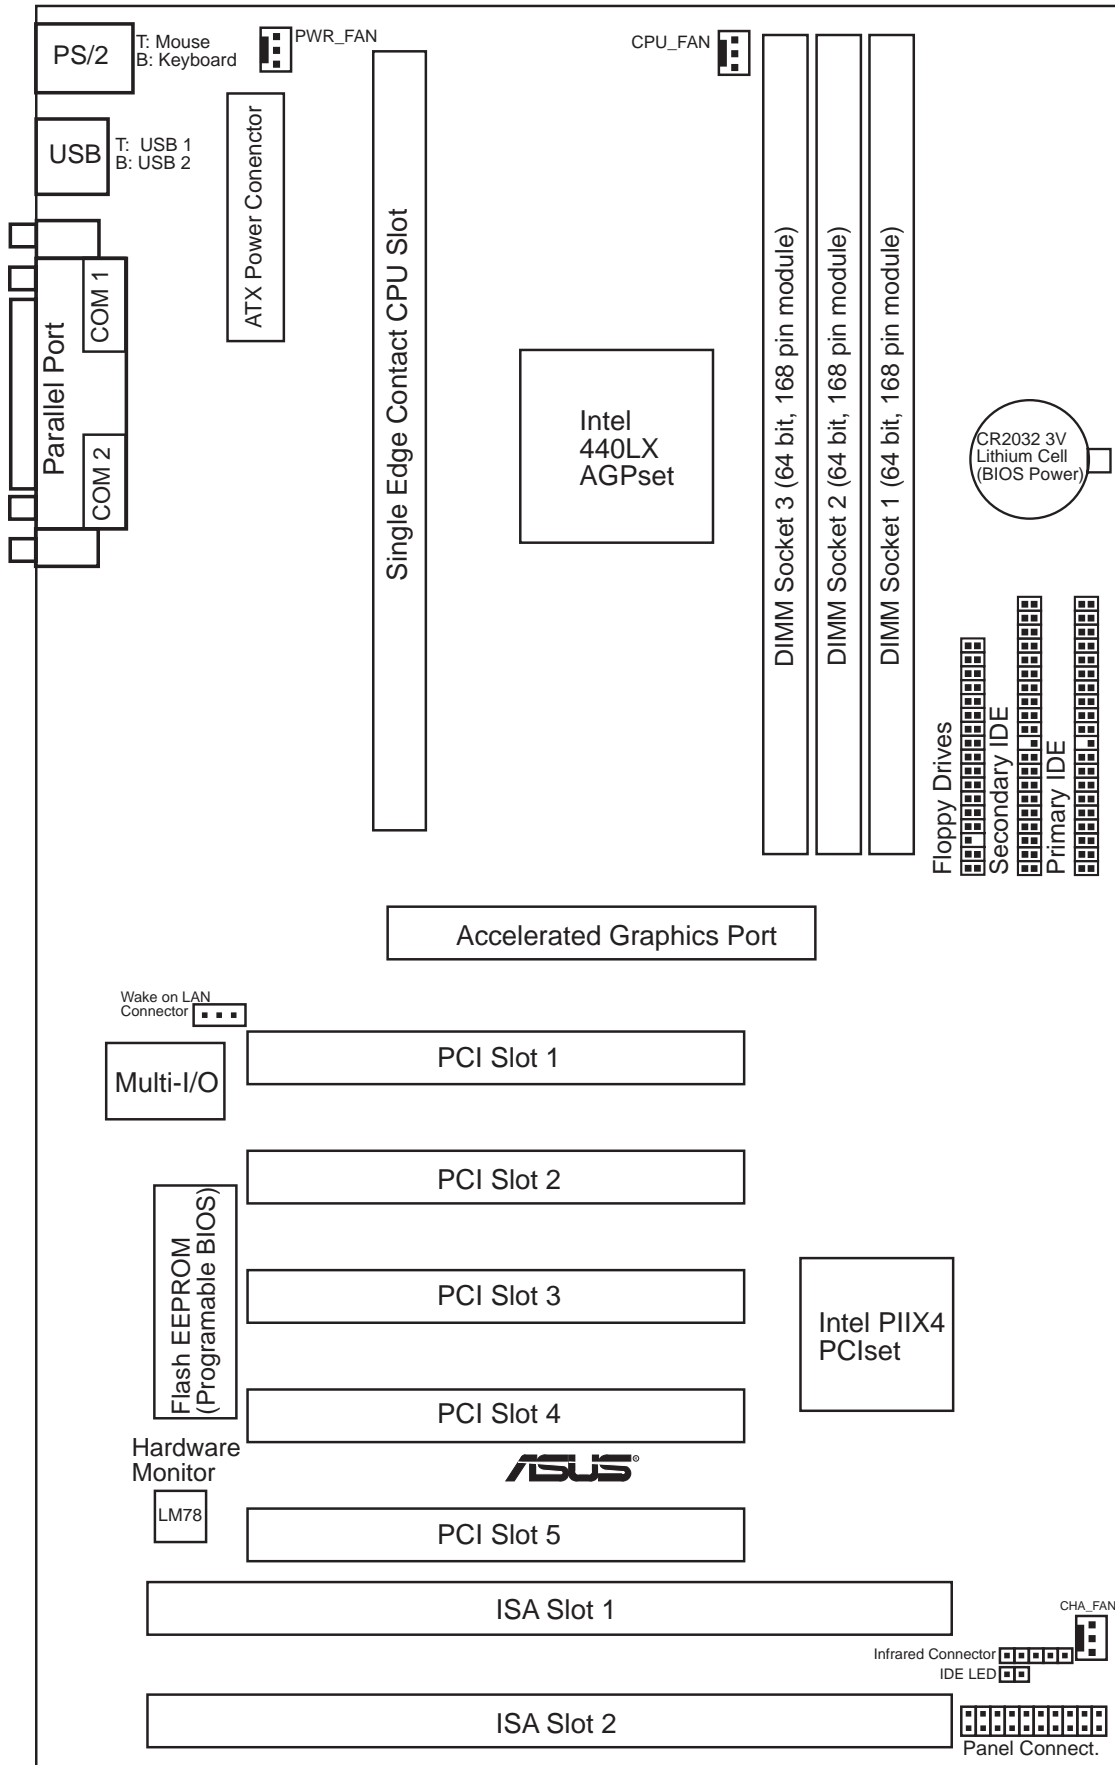 PS/2
T: Mouse
B: Keyboard
PWR_FAN
CPU_FAN
USB
T: USB 1
B: USB 2
ATX Power Conenctor
Single Edge Contact CPU Slot
Parallel Port
COM 1
COM 2
Intel
440LX
AGPset
DIMM Socket 3 (64 bit, 168 pin module)
DIMM Socket 2 (64 bit, 168 pin module)
DIMM Socket 1 (64 bit, 168 pin module)
CR2032 3V
Lithium Cell
(BIOS Power)
Floppy Drives
Secondary IDE
Primary IDE
Accelerated Graphics Port
Wake on LAN
Connector
PCI Slot 1
Multi-I/O
PCI Slot 2
Flash EEPROM
(Programable BIOS)
PCI Slot 3
Intel PIIX4
PCIset
PCI Slot 4
Hardware
Monitor
ASUS®
LM78
PCI Slot 5
ISA Slot 1
CHA_FAN
Infrared Connector
IDE LED
ISA Slot 2
Panel Connect.